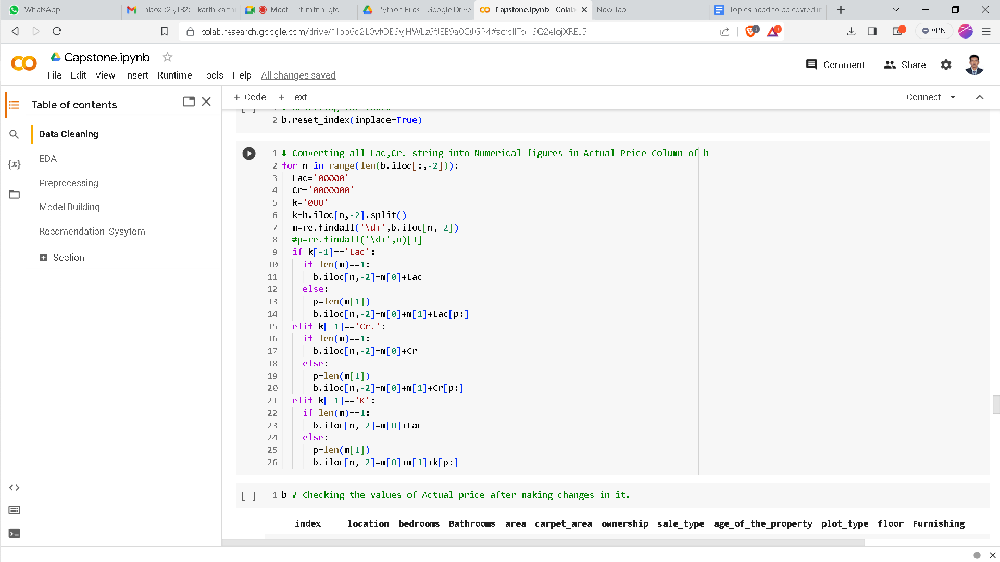 WhatsApp
Inbox (25,132) - karthikarthi
Meet - irt-mtnn-gtq
Python Files - Google Drive
Capstone.ipynb - Colab
New Tab
Topics need to be covred in
colab.research.google.com/drive/1Ipp6d2L0vfOBSvjHWLz6fJEE9a0OJGP4#scrollTo=SQ2elojXREL5
2
1
VPN
Capstone.ipynb
File Edit View Insert Runtime Tools Help All changes saved
Comment
Share
Table of contents
Data Cleaning
EDA
Preprocessing
Model Building
Recomendation_Sysytem
Section
{x}
+ Code + Text
Connect
[ ] 1 # Resetting the index
2 b.reset_index(inplace=True)
1 # Converting all Lac,Cr. string into Numerical figures in Actual Price Column of b
2 for n in range(len(b.iloc[:,-2])):
3 Lac='00000'
4 Cr='0000000'
5 k='000'
6 k=b.iloc[n,-2].split()
7 m=re.findall('\d+',b.iloc[n,-2])
8 #p=re.findall('\d+',n)[1]
9 if k[-1]=='Lac':
10 if len(m)==1:
11 b.iloc[n,-2]=m[0]+Lac
12 else:
13 p=len(m[1])
14 b.iloc[n,-2]=m[0]+m[1]+Lac[p:]
15 elif k[-1]=='Cr.':
16 if len(m)==1:
17 b.iloc[n,-2]=m[0]+Cr
18 else:
19 p=len(m[1])
20 b.iloc[n,-2]=m[0]+m[1]+Cr[p:]
21 elif k[-1]=='K':
22 if len(m)==1:
23 b.iloc[n,-2]=m[0]+Lac
24 else:
25 p=len(m[1])
26 b.iloc[n,-2]=m[0]+m[1]+k[p:]
[ ] 1 b # Checking the values of Actual price after making changes in it.
index location bedrooms Bathrooms area carpet_area ownership sale_type age_of_the_property plot_type floor Furnishing